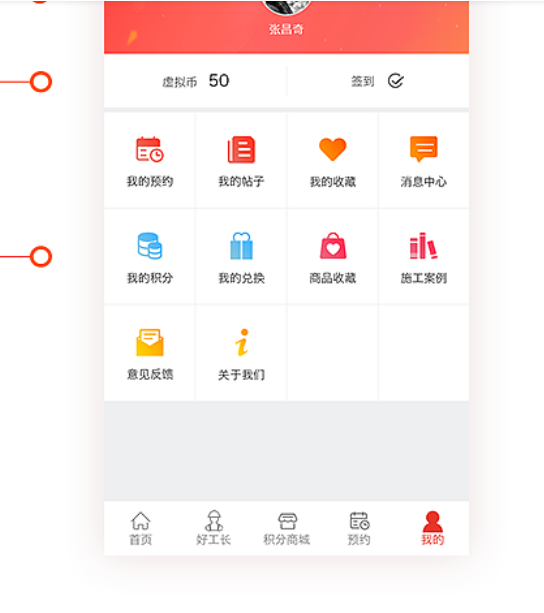 张昌奇
虚拟币 50 签到
我的预约 我的帖子 我的收藏 消息中心
我的积分 我的兑换 商品收藏 施工案例
意见反馈 关于我们
首页 好工长 积分商城 预约 我的